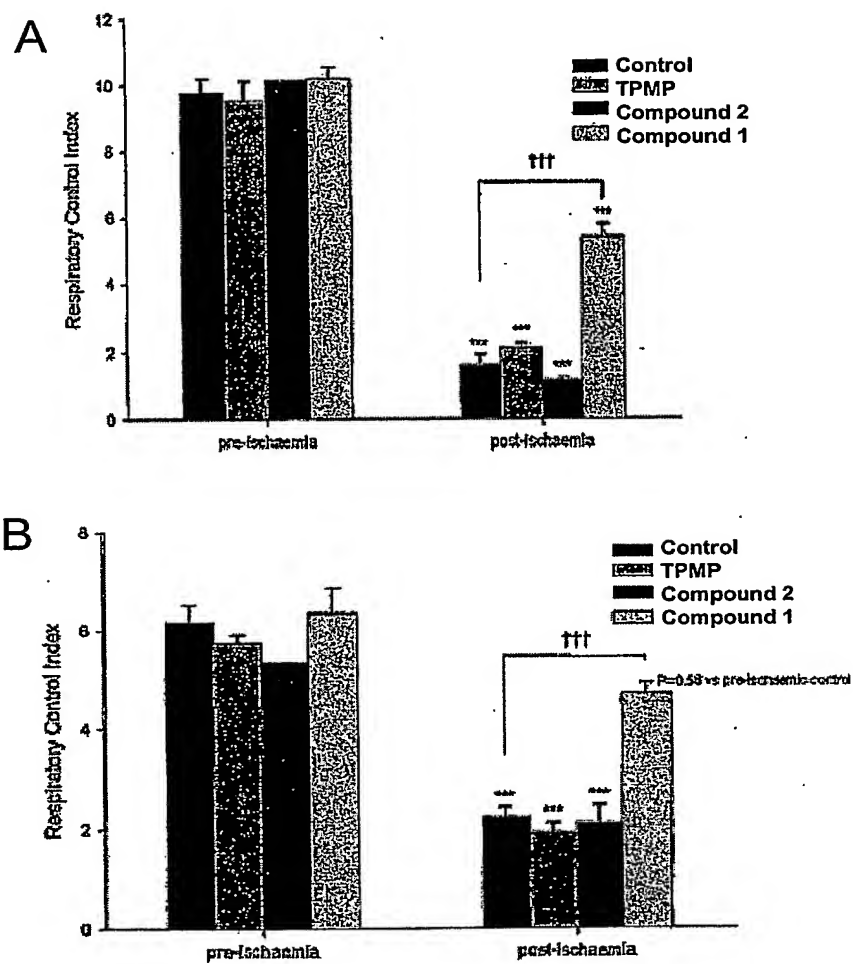 A
12
10
8
6
4
2
0
Respiratory Control Index
Control
TPMP
Compound 2
Compound 1
†††
***
*** *** ***
pre-ischaemia
post-ischaemia
B
8
6
4
2
0
Respiratory Control Index
Control
TPMP
Compound 2
Compound 1
†††
P=0.58 vs pre-ischaemic control
*** *** ***
pre-ischaemia
post-ischaemia